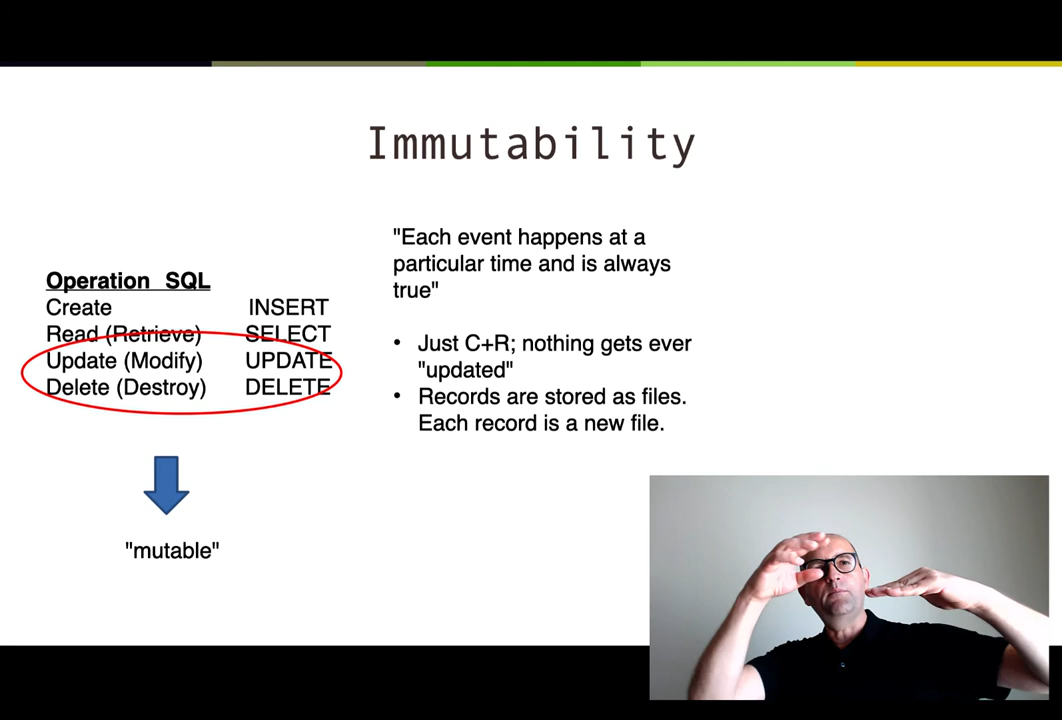 Immutability
Operation SQL
Create INSERT
Read (Retrieve) SELECT
Update (Modify) UPDATE
Delete (Destroy) DELETE
"mutable"
"Each event happens at a
particular time and is always
true"
• Just C+R; nothing gets ever
"updated"
• Records are stored as files.
Each record is a new file.